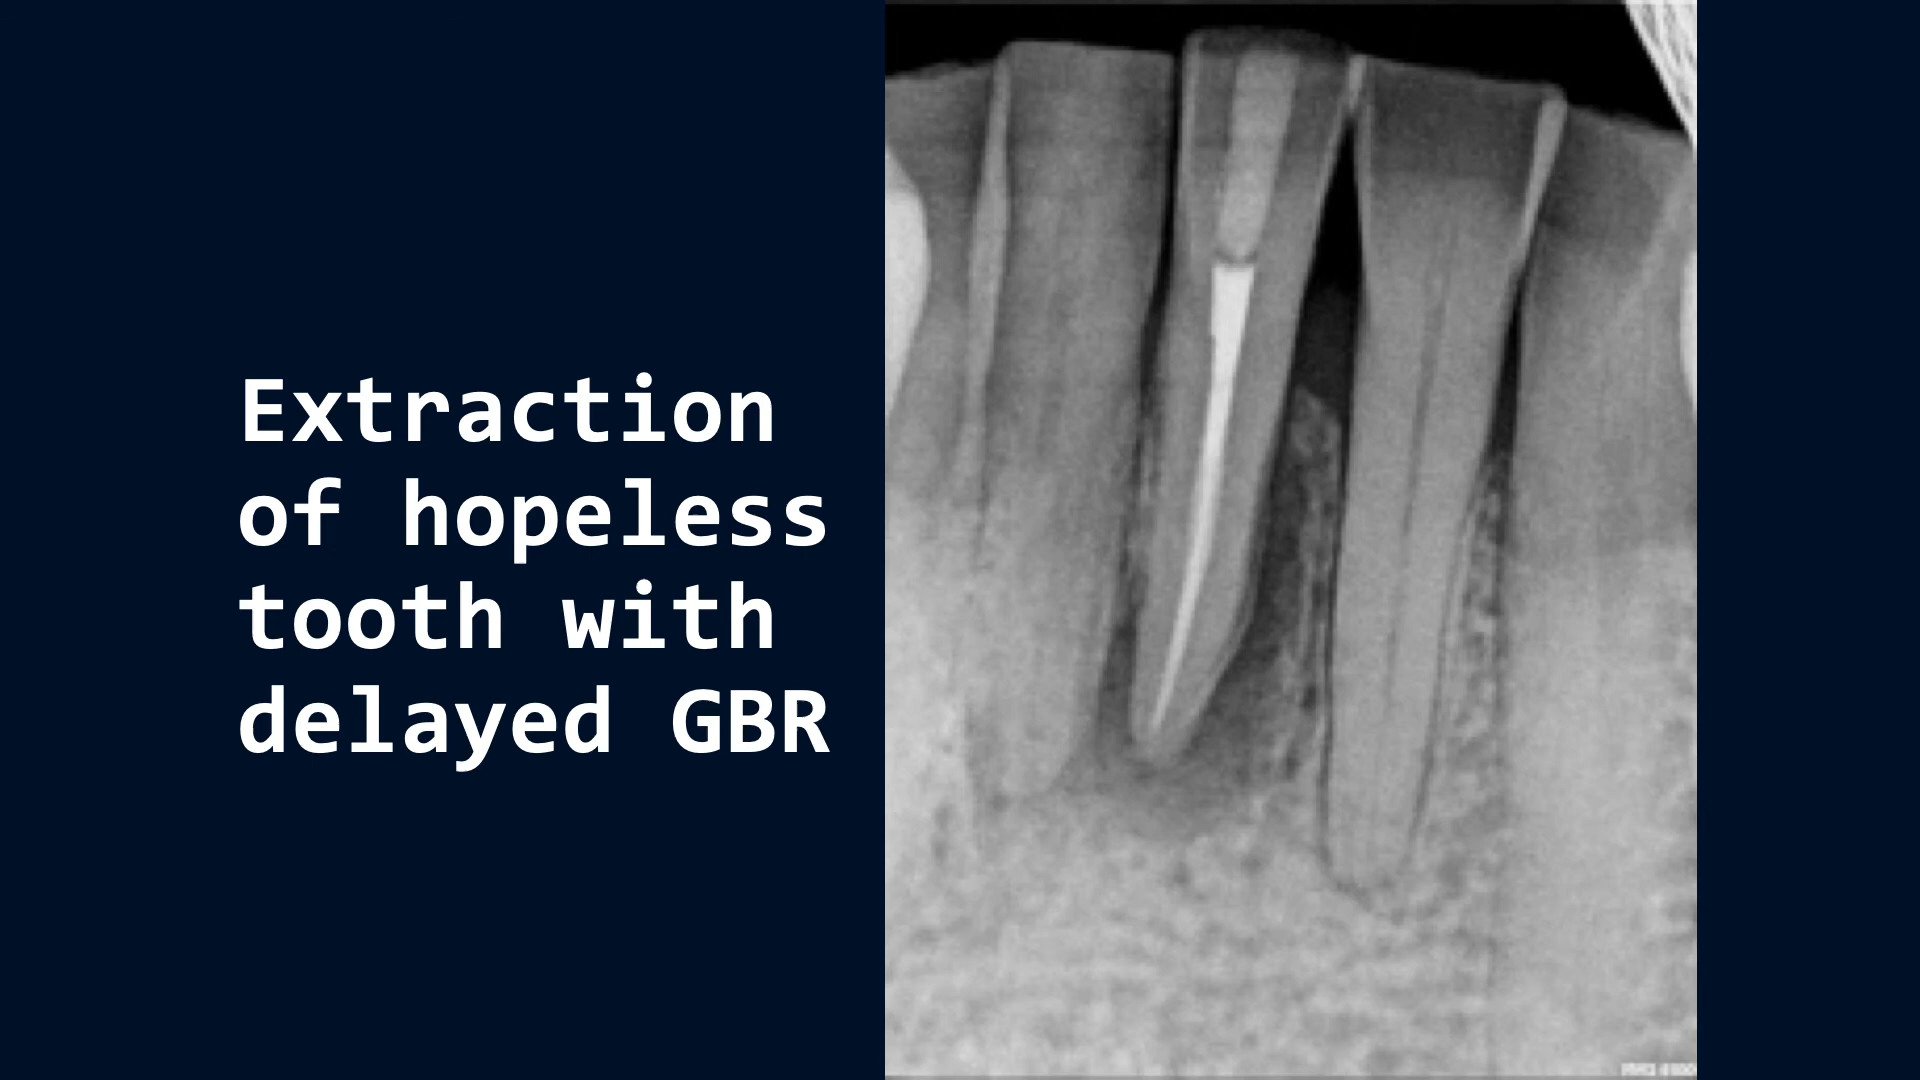 Extraction
of hopeless
tooth with
delayed GBR